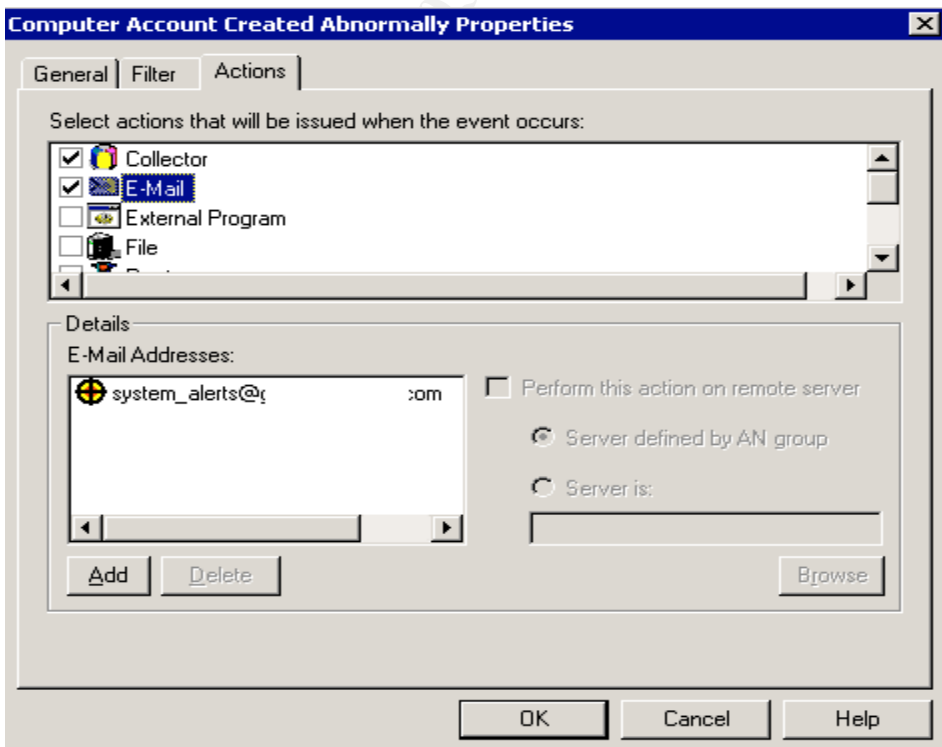 Computer Account Created Abnormally Properties
General Filter Actions
Select actions that will be issued when the event occurs:
Collector
E-Mail
External Program
File
Details
E-Mail Addresses:
system_alerts@g com
Perform this action on remote server
Server defined by AN group
Server is:
Add Delete Browse
OK Cancel Help